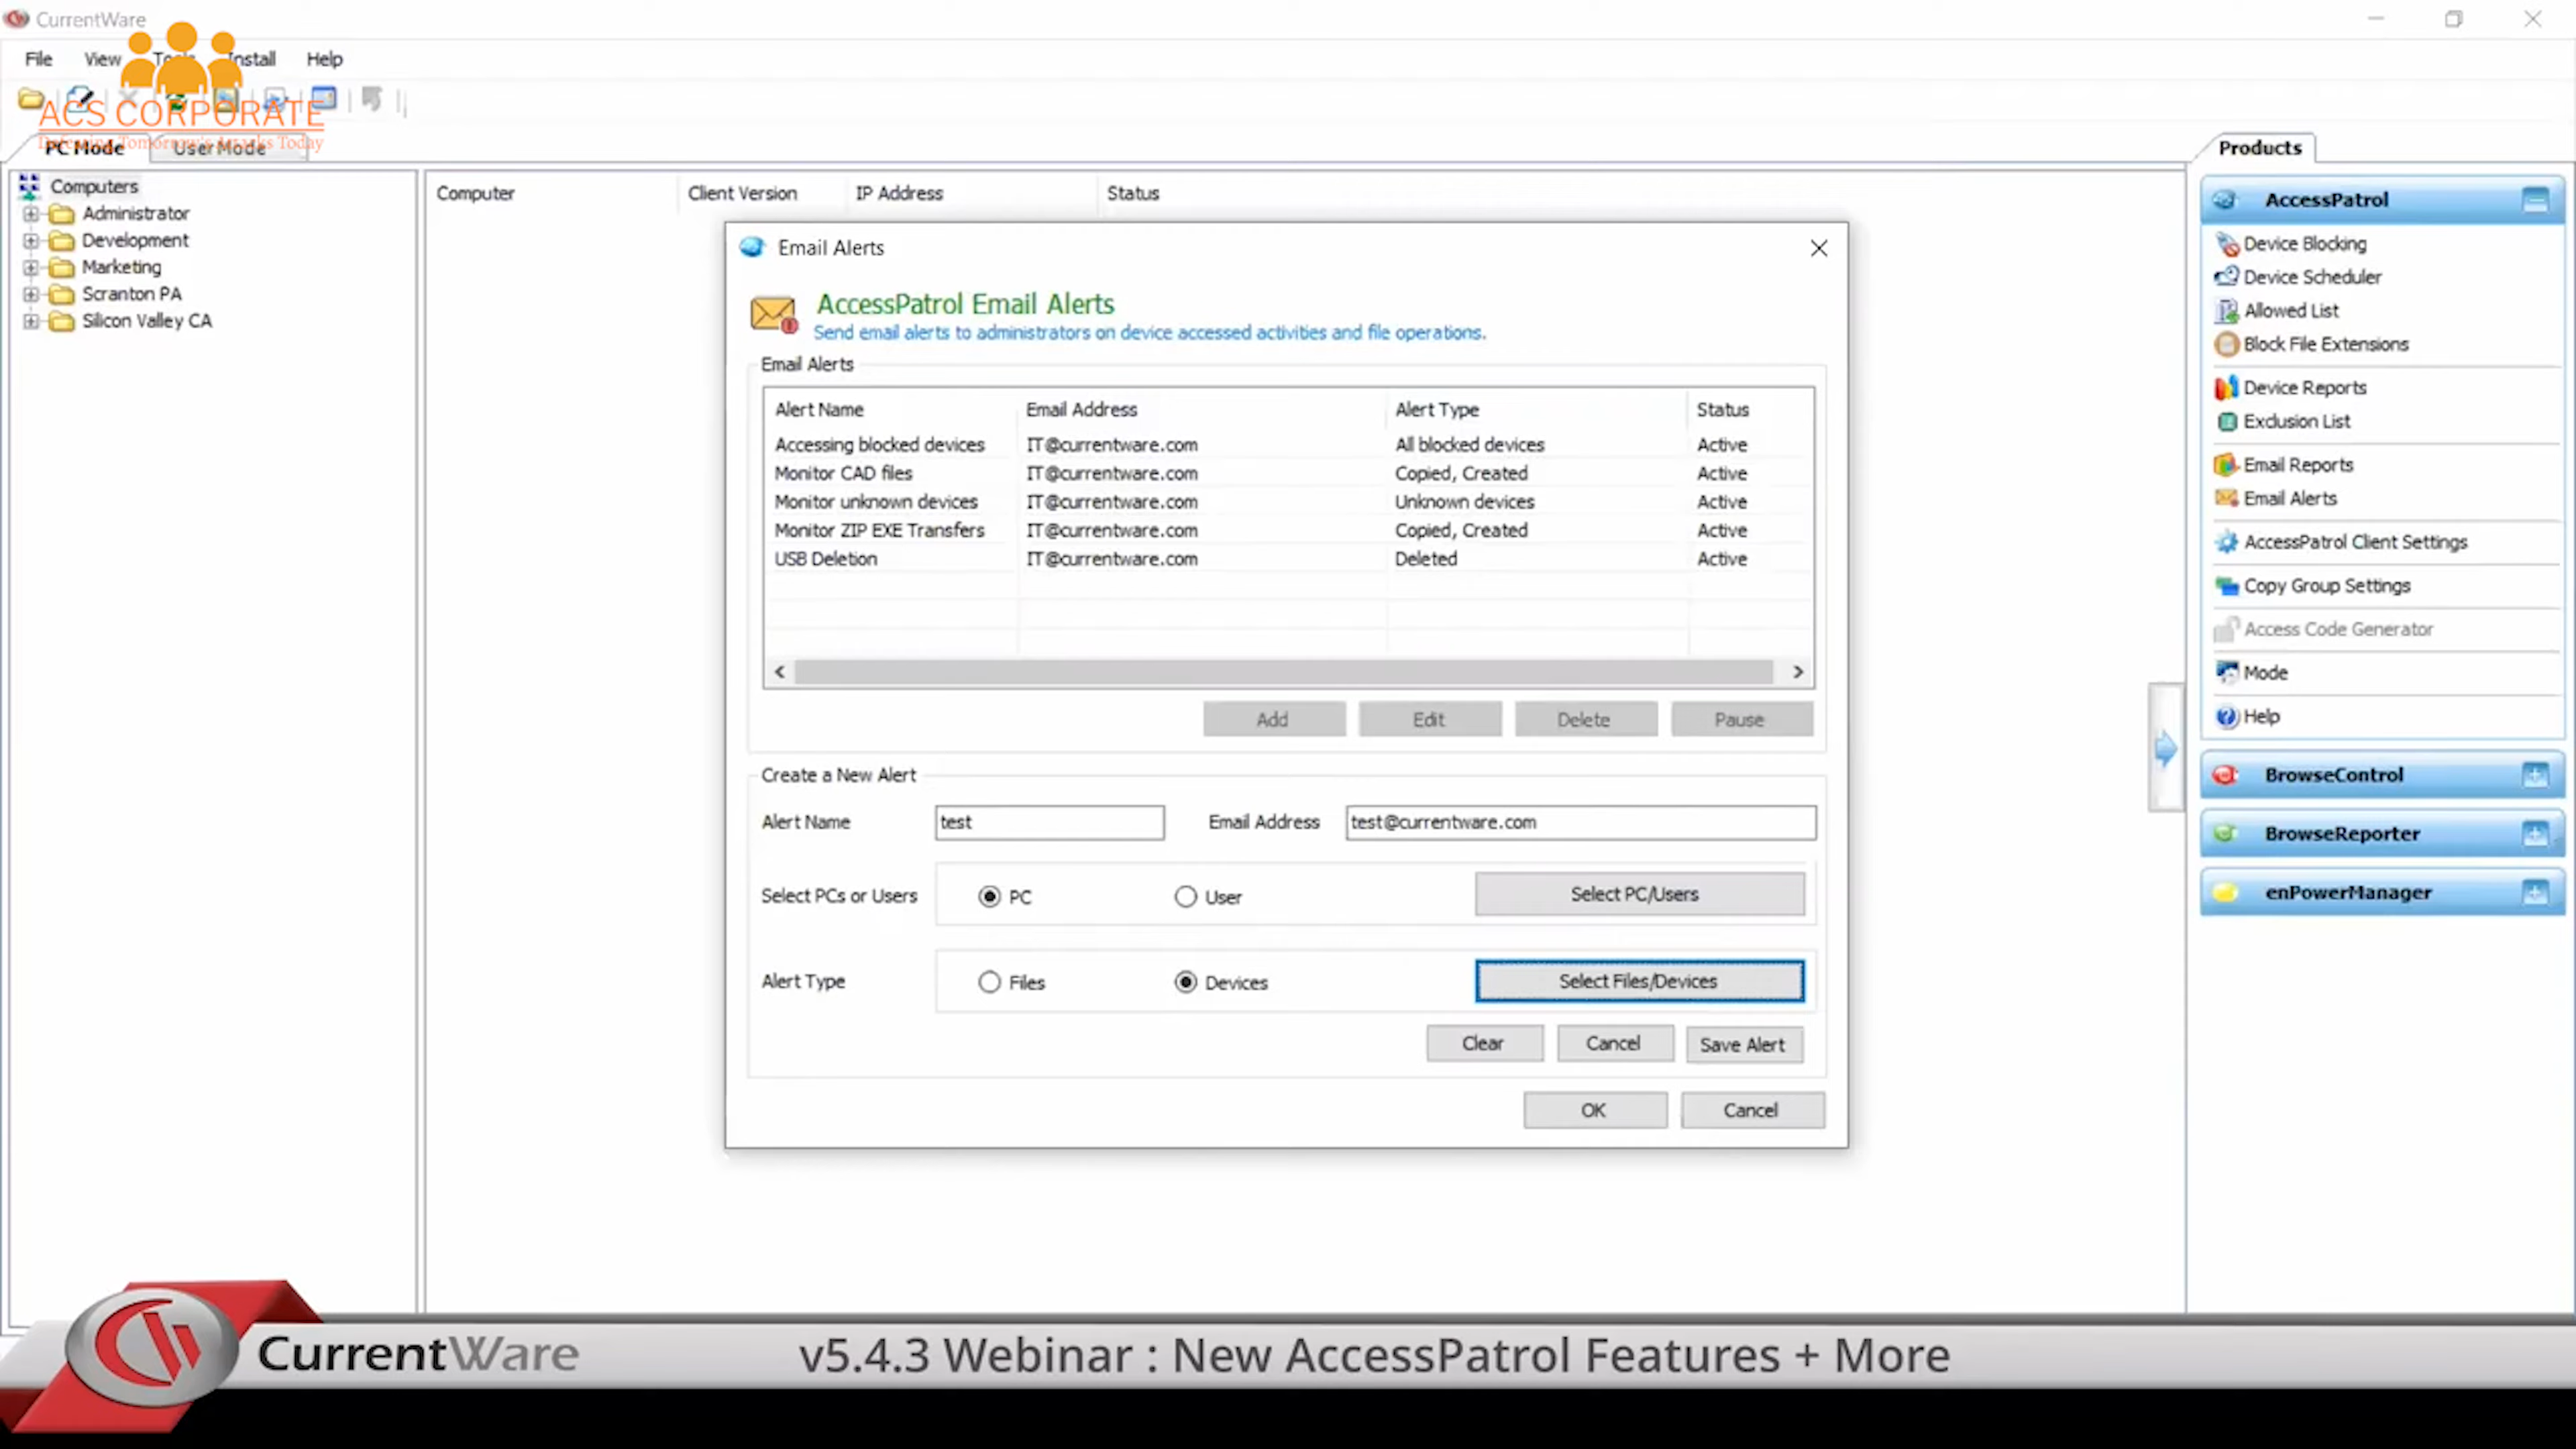 CurrentWare
File View Tools Install Help
ACS CORPORATE
Defensing Tomorrow's Attacks Today
PC Mode User Mode
Computers
Administrator
Development
Marketing
Scranton PA
Silicon Valley CA
Computer Client Version IP Address Status
Email Alerts
AccessPatrol Email Alerts
Send email alerts to administrators on device accessed activities and file operations.
Email Alerts
Alert Name Email Address Alert Type Status
Accessing blocked devices IT@currentware.com All blocked devices Active
Monitor CAD files IT@currentware.com Copied, Created Active
Monitor unknown devices IT@currentware.com Unknown devices Active
Monitor ZIP EXE Transfers IT@currentware.com Copied, Created Active
USB Deletion IT@currentware.com Deleted Active
Add Edit Delete Pause
Create a New Alert
Alert Name test Email Address test@currentware.com
Select PCs or Users PC User Select PC/Users
Alert Type Files Devices Select Files/Devices
Clear Cancel Save Alert
OK Cancel
Products
AccessPatrol
Device Blocking
Device Scheduler
Allowed List
Block File Extensions
Device Reports
Exclusion List
Email Reports
Email Alerts
AccessPatrol Client Settings
Copy Group Settings
Access Code Generator
Mode
Help
BrowseControl
BrowseReporter
enPowerManager
CurrentWare v5.4.3 Webinar : New AccessPatrol Features + More